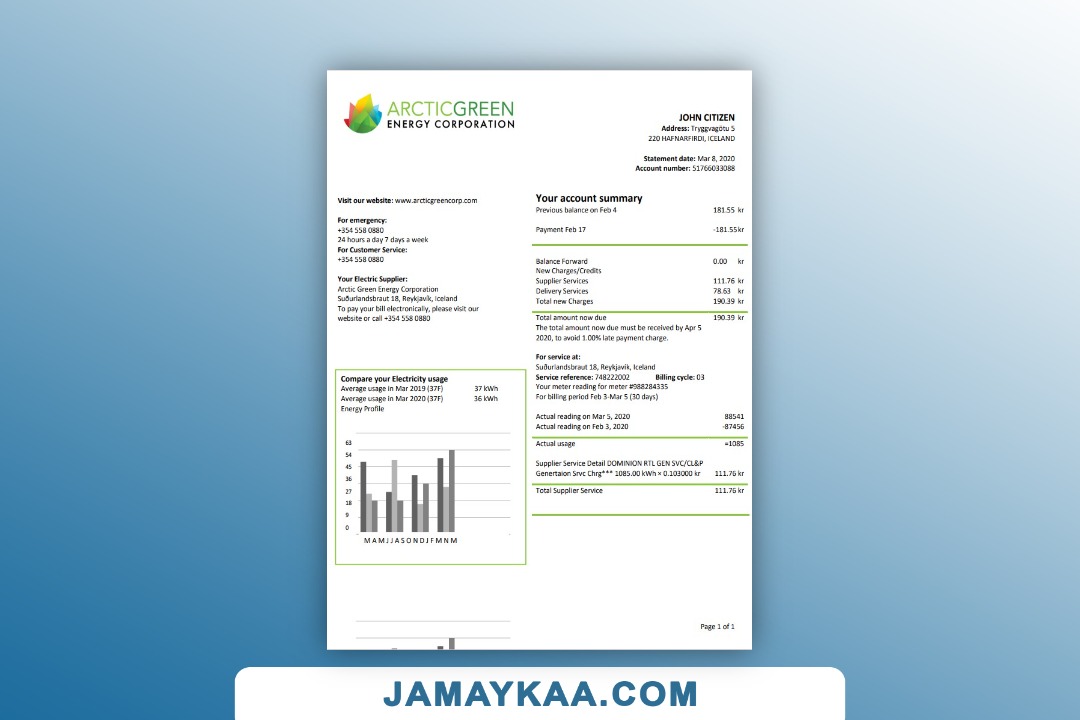 ARCTICGREEN
ENERGY CORPORATION
JOHN CITIZEN
Address: Tryggvagötu 5
220 HAFNARFIRDI, ICELAND
Statement date: Mar 8, 2020
Account number: 51766033088
Visit our website: www.arcticgreencorp.com
For emergency:
+354 558 0880
24 hours a day 7 days a week
For Customer Service:
+354 558 0880
Your Electric Supplier:
Arctic Green Energy Corporation
Suðurlandsbraut 18, Reykjavík, Iceland
To pay your bill electronically, please visit our
website or call +354 558 0880
Your account summary
Previous balance on Feb 4 181.55 kr
Payment Feb 17 -181.55kr
Balance Forward 0.00 kr
New Charges/Credits
Supplier Services 111.76 kr
Delivery Services 78.63 kr
Total new Charges 190.39 kr
Total amount now due 190.39 kr
The total amount now due must be received by Apr 5
2020, to avoid 1.00% late payment charge.
For service at:
Suðurlandsbraut 18, Reykjavik, Iceland
Service reference: 748222002 Billing cycle: 03
Your meter reading for meter #988284335
For billing period Feb 3-Mar 5 (30 days)
Actual reading on Mar 5, 2020 88541
Actual reading on Feb 3, 2020 -87456
Actual usage =1085
Supplier Service Detail DOMINION RTL GEN SVC/CL&P
Genertaion Srvc Chrg*** 1085.00 kWh × 0.103000 kr 111.76 kr
Total Supplier Service 111.76 kr
Compare your Electricity usage
Average usage in Mar 2019 (37F) 37 kWh
Average usage in Mar 2020 (37F) 36 kWh
Energy Profile
63
54
45
36
27
18
9
0
M A M J J A S O N D J F M N M
Page 1 of 1
JAMAYKAA.COM